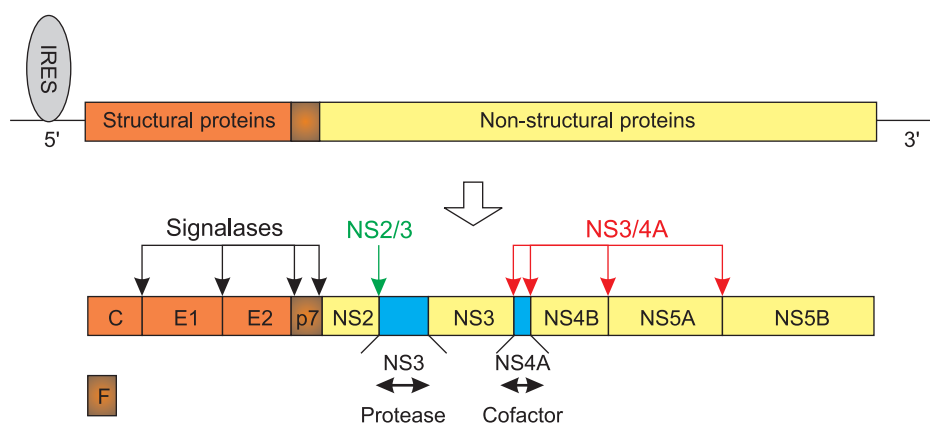 IRES
Structural proteins
Non-structural proteins
5'
3'
Signalases
NS2/3
NS3/4A
C
E1
E2
p7
NS2
NS3
NS4B
NS5A
NS5B
NS3
NS4A
F
Protease
Cofactor